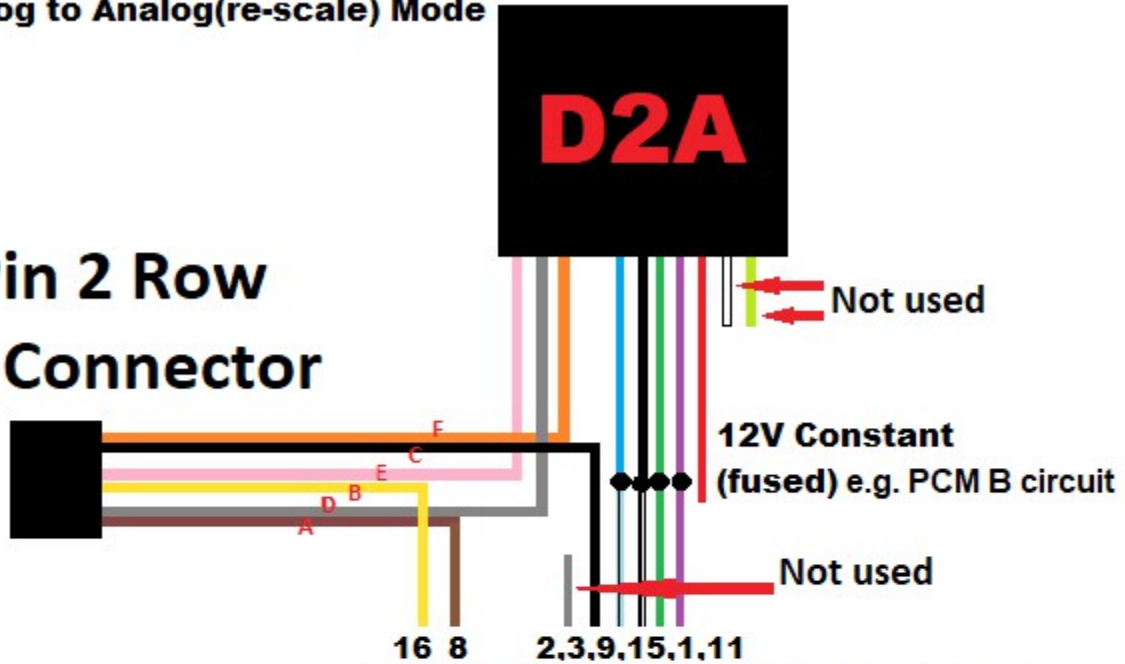 og to Analog(re-scale) Mode
D2A
in 2 Row
Connector
Not used
F
C
E
B
D
A
12V Constant
(fused) e.g. PCM B circuit
Not used
16 8 2,3,9,15,1,11